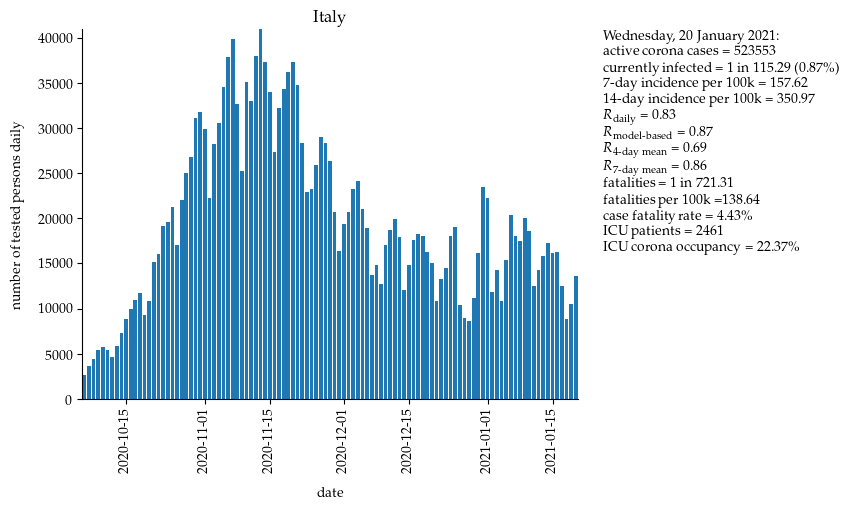 Italy
40000
35000
30000
25000
20000
15000
10000
5000
0
number of tested persons daily
2020-10-15
2020-11-01
2020-11-15
2020-12-01
2020-12-15
2021-01-01
2021-01-15
date
Wednesday, 20 January 2021:
active corona cases = 523553
currently infected = 1 in 115.29 (0.87%)
7-day incidence per 100k = 157.62
14-day incidence per 100k = 350.97
R daily = 0.83
R model-based = 0.87
R 4-day mean = 0.69
R 7-day mean = 0.86
fatalities = 1 in 721.31
fatalities per 100k =138.64
case fatality rate = 4.43%
ICU patients = 2461
ICU corona occupancy = 22.37%